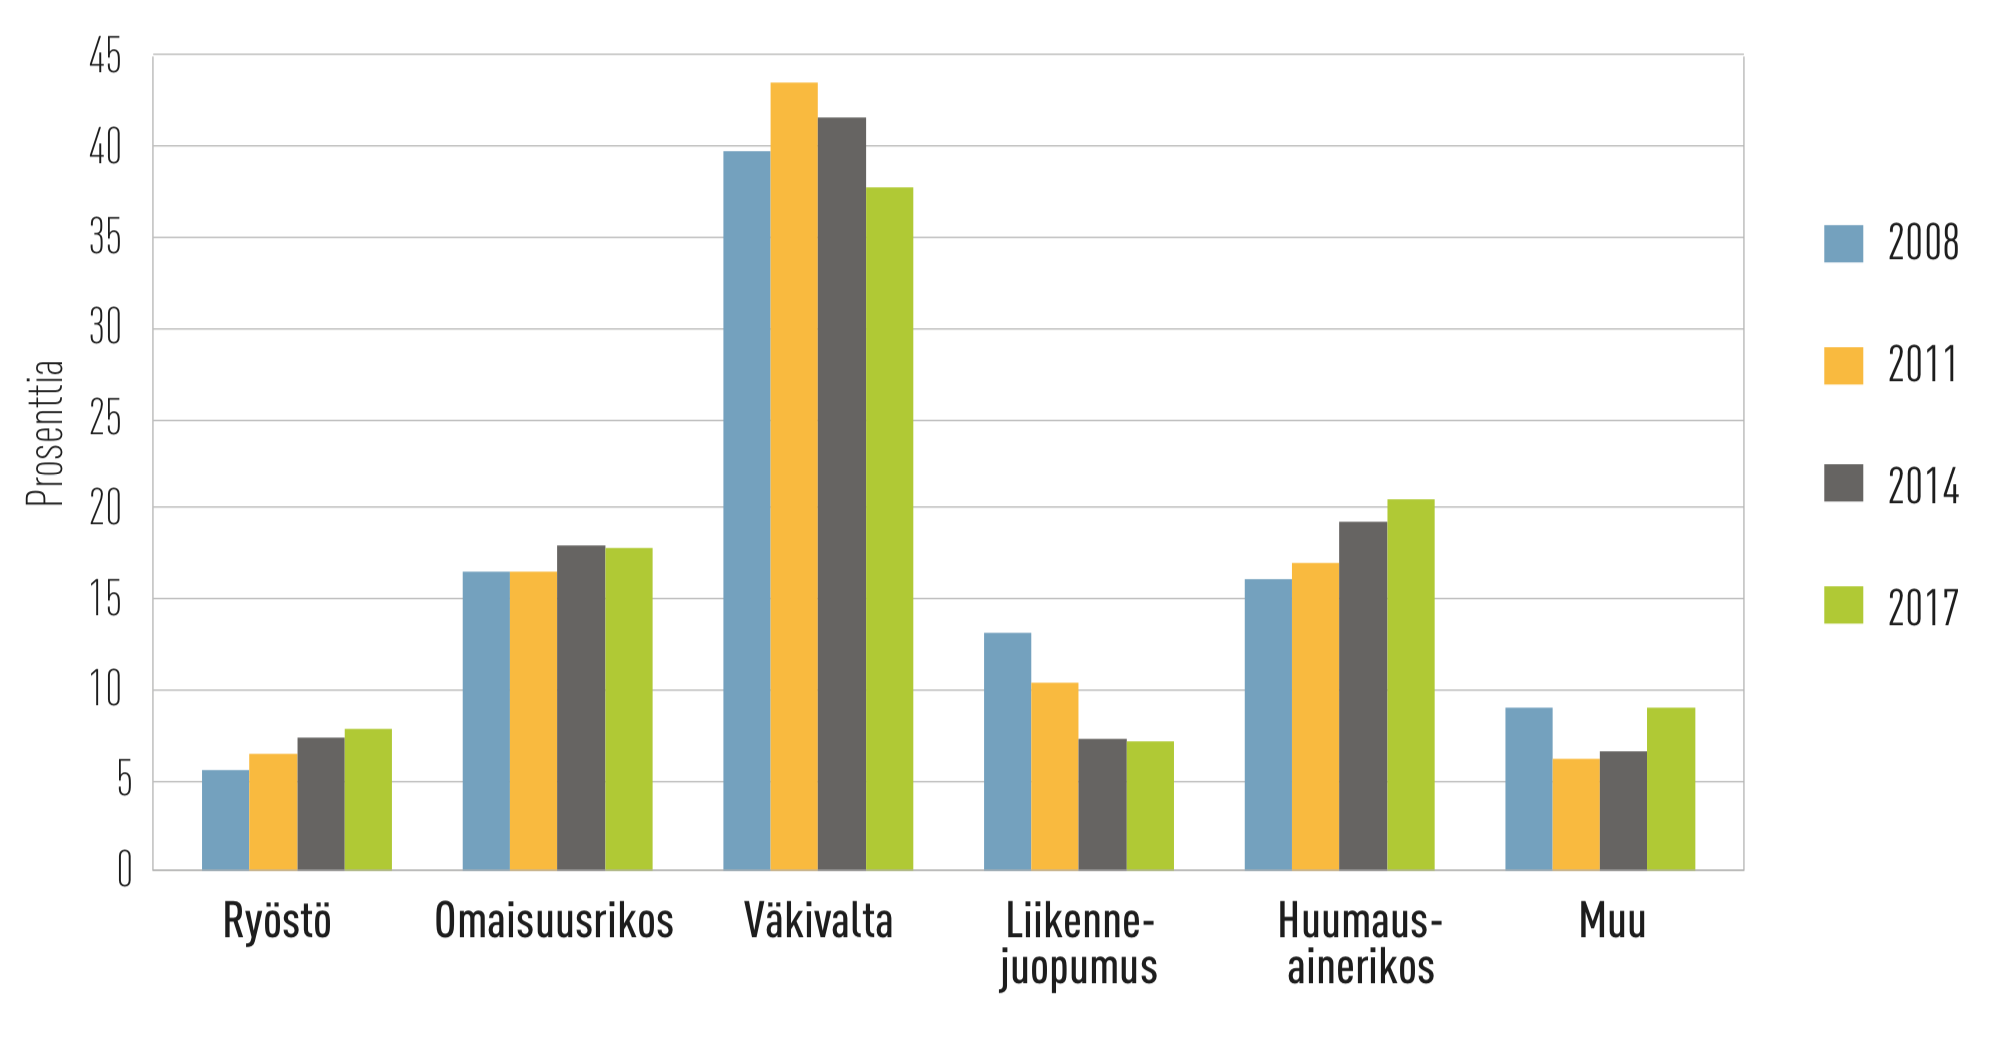 Prosenttia
45
40
35
30
25
20
15
10
5
0
Ryöstö
Omaisuusrikos
Väkivalta
Liikenne-
juopumus
Huumaus-
ainerikos
Muu
2008
2011
2014
2017